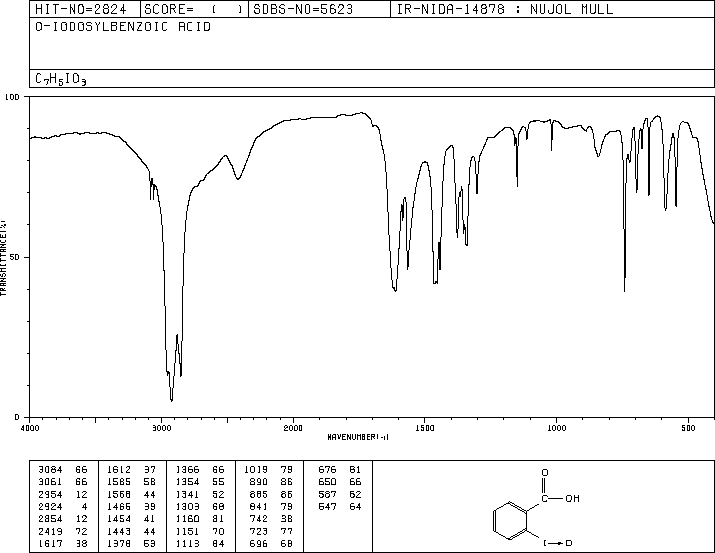 HIT-NO=2824 SCORE= ( ) SDBS-NO=5623 IR-NIDA-14878 : NUJOL MULL
O-IODOSYLBENZOIC ACID
C7H5IO3
100
50
0
TRANSMITTANCE(%)
4000 3000 2000 1500 1000 500
WAVENUMBER(-1)
3084 66 1612 37 1366 66 1019 79 676 81
3061 66 1585 58 1354 55 890 86 650 66
2954 12 1568 44 1341 52 885 86 587 62
2924 4 1466 39 1303 68 841 79 547 64
2854 12 1454 41 1160 81 742 38
2419 72 1443 44 1151 70 723 77
1617 38 1378 53 1113 84 696 68
O
C OH
I→O